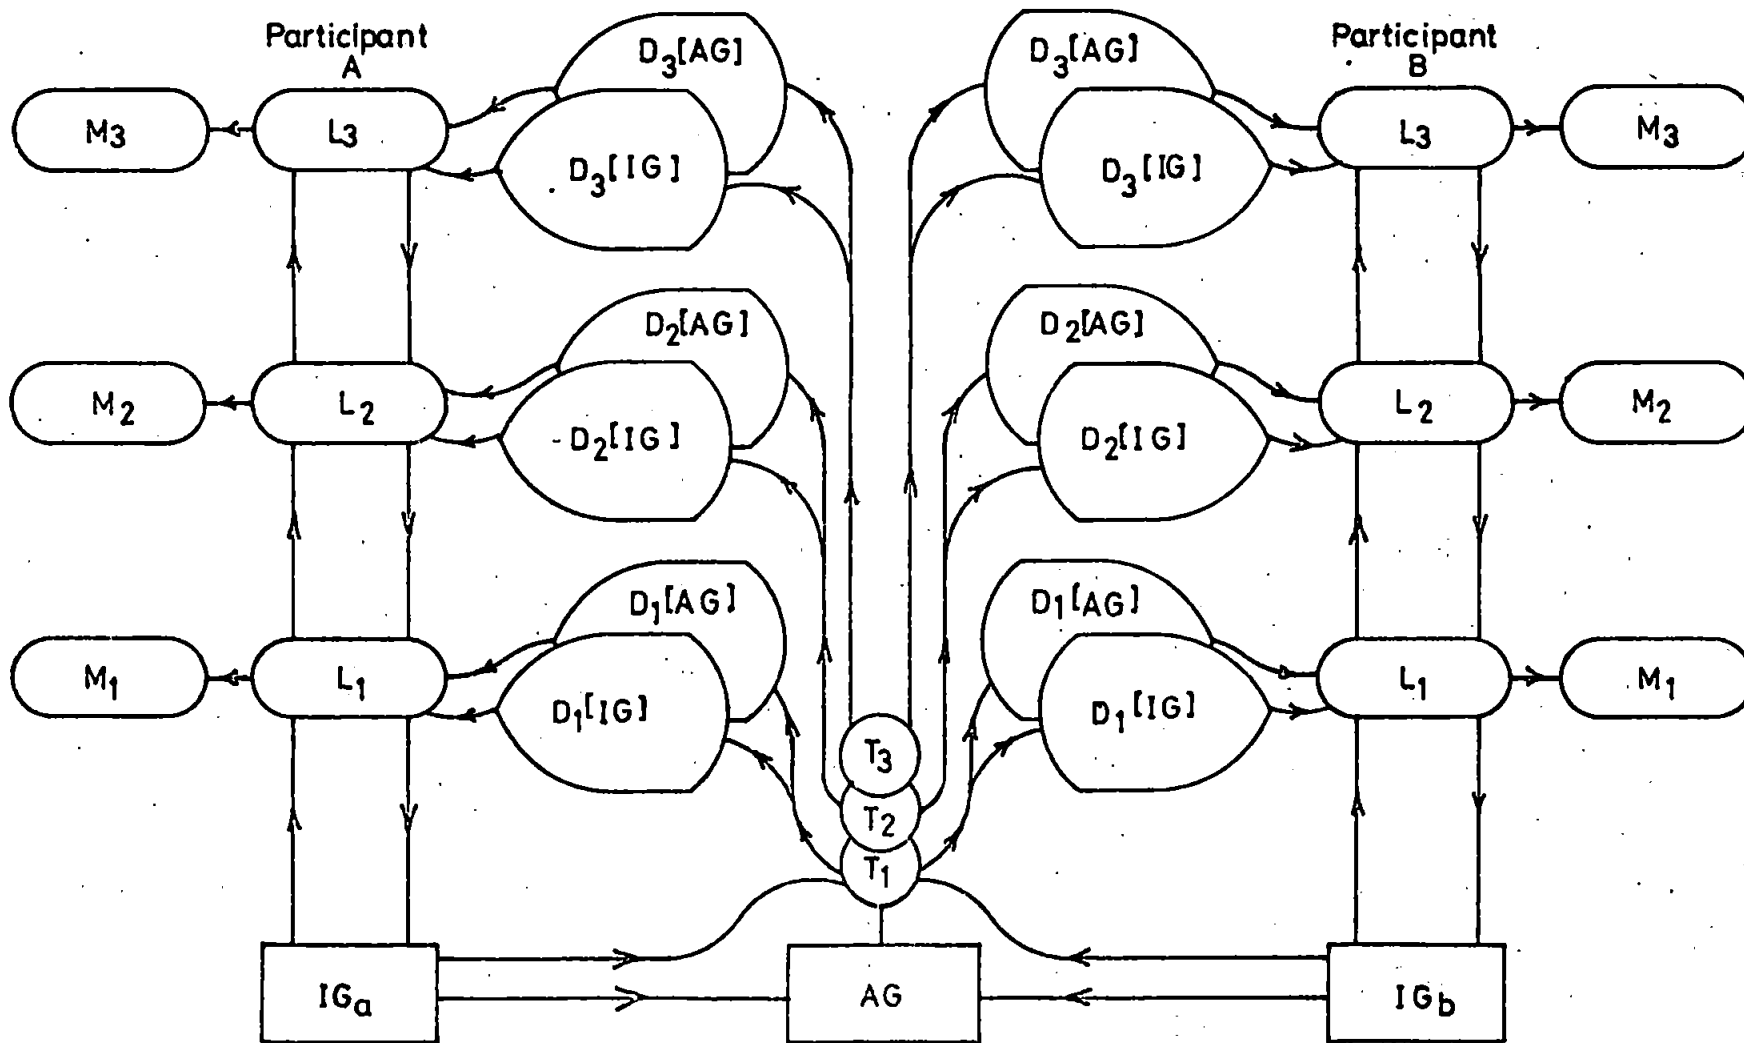 Participant
A
D₃[AG]
D₃[AG]
Participant
B
M₃
L₃
D₃[IG]
D₃[IG]
L₃
M₃
D₂[AG]
D₂[AG]
M₂
L₂
D₂[IG]
D₂[IG]
L₂
M₂
D₁[AG]
D₁[AG]
M₁
L₁
D₁[IG]
D₁[IG]
L₁
M₁
T₃
T₂
T₁
IGa
AG
IGb